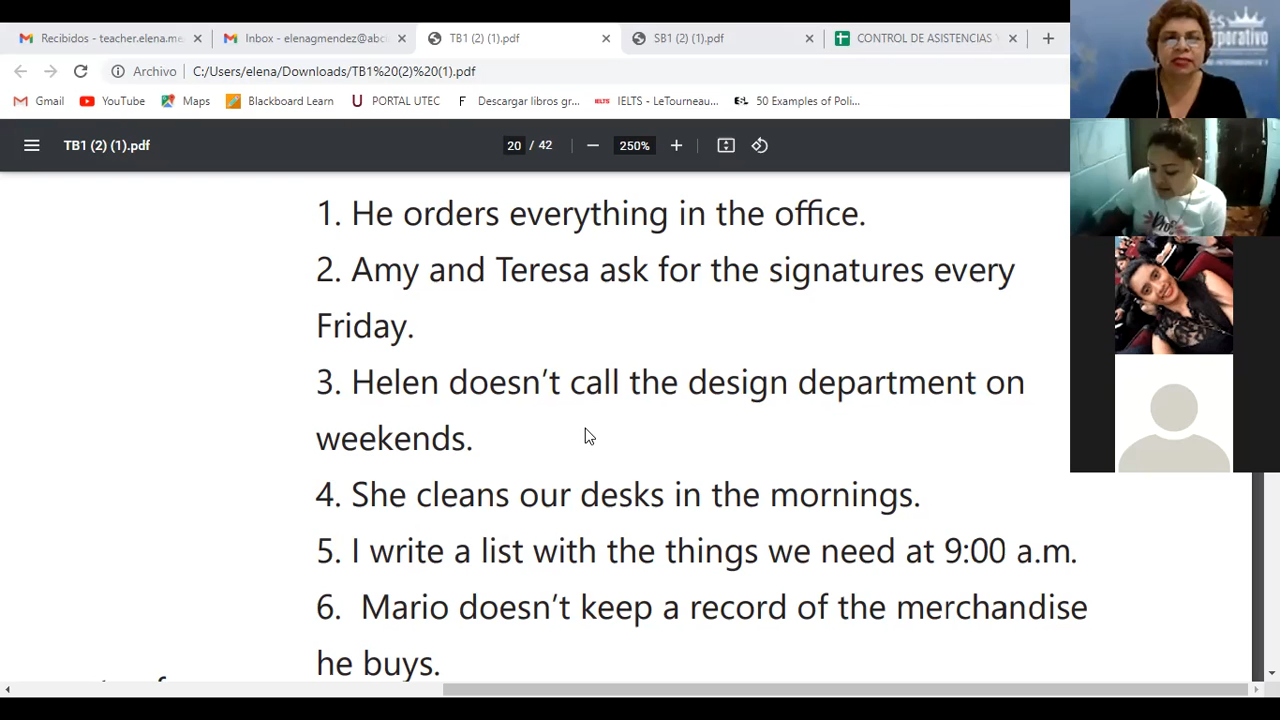 Recibidos - teacher.elena.me
Inbox - elenagmendez@abc
TB1 (2) (1).pdf
SB1 (2) (1).pdf
CONTROL DE ASISTENCIAS
Archivo
C:/Users/elena/Downloads/TB1%20(2)%20(1).pdf
Gmail
YouTube
Maps
Blackboard Learn
PORTAL UTEC
Descargar libros gr...
IELTS - LeTourneau...
50 Examples of Poli...
TB1 (2) (1).pdf
20 / 42
250%
1. He orders everything in the office.
2. Amy and Teresa ask for the signatures every
Friday.
3. Helen doesn’t call the design department on
weekends.
4. She cleans our desks in the mornings.
5. I write a list with the things we need at 9:00 a.m.
6. Mario doesn’t keep a record of the merchandise
he buys.
és
rporativo